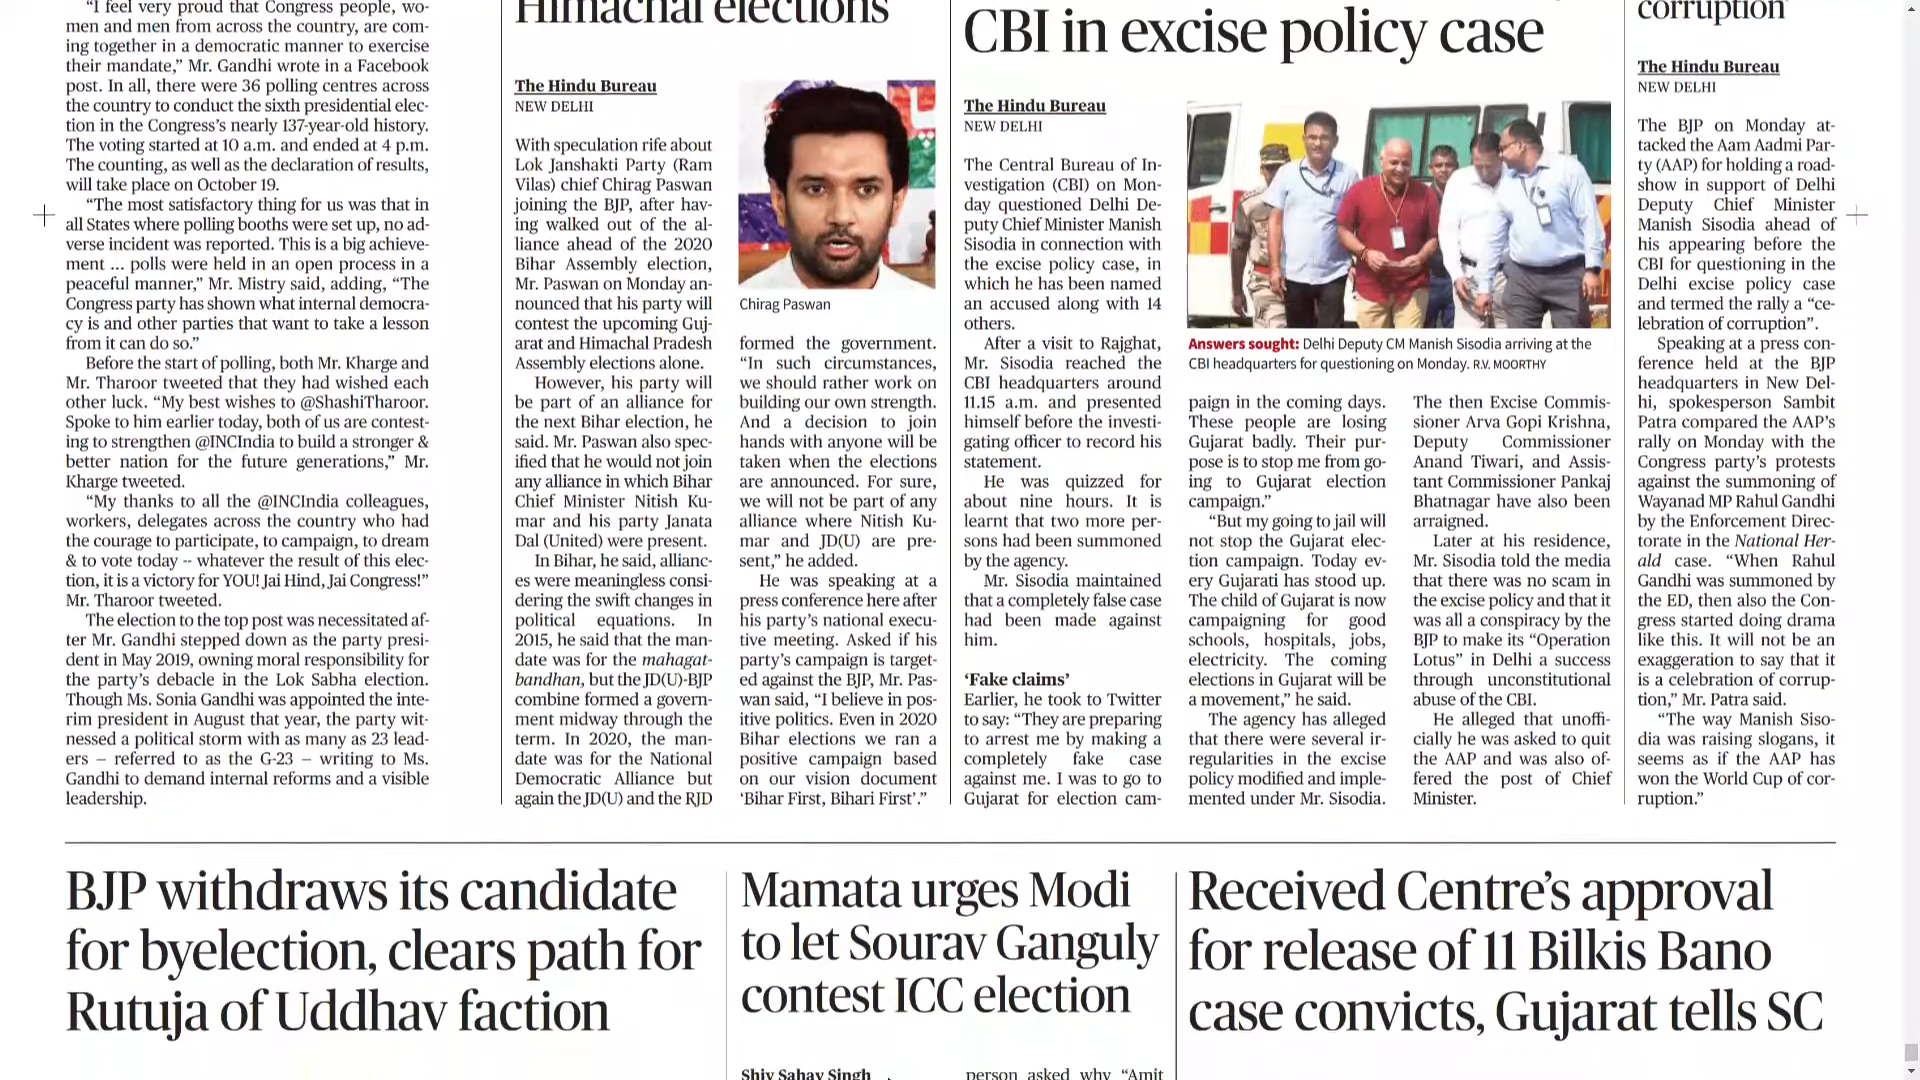 “I feel very proud that Congress people, wo-
men and men from across the country, are com-
ing together in a democratic manner to exercise
their mandate,” Mr. Gandhi wrote in a Facebook
post. In all, there were 36 polling centres across
the country to conduct the sixth presidential elec-
tion in the Congress’s nearly 137-year-old history.
The voting started at 10 a.m. and ended at 4 p.m.
The counting, as well as the declaration of results,
will take place on October 19.
“The most satisfactory thing for us was that in
all States where polling booths were set up, no ad-
verse incident was reported. This is a big achieve-
ment ... polls were held in an open process in a
peaceful manner,” Mr. Mistry said, adding, “The
Congress party has shown what internal democra-
cy is and other parties that want to take a lesson
from it can do so.”
Before the start of polling, both Mr. Kharge and
Mr. Tharoor tweeted that they had wished each
other luck. “My best wishes to @ShashiTharoor.
Spoke to him earlier today, both of us are contest-
ing to strengthen @INCIndia to build a stronger &
better nation for the future generations,” Mr.
Kharge tweeted.
“My thanks to all the @INCIndia colleagues,
workers, delegates across the country who had
the courage to participate, to campaign, to dream
& to vote today -- whatever the result of this elec-
tion, it is a victory for YOU! Jai Hind, Jai Congress!”
Mr. Tharoor tweeted.
The election to the top post was necessitated af-
ter Mr. Gandhi stepped down as the party presi-
dent in May 2019, owning moral responsibility for
the party’s debacle in the Lok Sabha election.
Though Ms. Sonia Gandhi was appointed the inte-
rim president in August that year, the party wit-
nessed a political storm with as many as 23 lead-
ers – referred to as the G-23 – writing to Ms.
Gandhi to demand internal reforms and a visible
leadership.
Himachal elections
The Hindu Bureau
NEW DELHI
With speculation rife about
Lok Janshakti Party (Ram
Vilas) chief Chirag Paswan
joining the BJP, after hav-
ing walked out of the al-
liance ahead of the 2020
Bihar Assembly election,
Mr. Paswan on Monday an-
nounced that his party will
contest the upcoming Guj-
arat and Himachal Pradesh
Assembly elections alone.
However, his party will
be part of an alliance for
the next Bihar election, he
said. Mr. Paswan also spec-
ified that he would not join
any alliance in which Bihar
Chief Minister Nitish Ku-
mar and his party Janata
Dal (United) were present.
In Bihar, he said, allianc-
es were meaningless consi-
dering the swift changes in
political equations. In
2015, he said that the man-
date was for the mahagat-
bandhan, but the JD(U)-BJP
combine formed a govern-
ment midway through the
term. In 2020, the man-
date was for the National
Democratic Alliance but
again the JD(U) and the RJD
Chirag Paswan
formed the government.
“In such circumstances,
we should rather work on
building our own strength.
And a decision to join
hands with anyone will be
taken when the elections
are announced. For sure,
we will not be part of any
alliance where Nitish Ku-
mar and JD(U) are pre-
sent,” he added.
He was speaking at a
press conference here after
his party’s national execu-
tive meeting. Asked if his
party’s campaign is target-
ed against the BJP, Mr. Pas-
wan said, “I believe in pos-
itive politics. Even in 2020
Bihar elections we ran a
positive campaign based
on our vision document
‘Bihar First, Bihari First’.”
CBI in excise policy case
The Hindu Bureau
NEW DELHI
The Central Bureau of In-
vestigation (CBI) on Mon-
day questioned Delhi De-
puty Chief Minister Manish
Sisodia in connection with
the excise policy case, in
which he has been named
an accused along with 14
others.
After a visit to Rajghat,
Mr. Sisodia reached the
CBI headquarters around
11.15 a.m. and presented
himself before the investi-
gating officer to record his
statement.
He was quizzed for
about nine hours. It is
learnt that two more per-
sons had been summoned
by the agency.
Mr. Sisodia maintained
that a completely false case
had been made against
him.
‘Fake claims’
Earlier, he took to Twitter
to say: “They are preparing
to arrest me by making a
completely fake case
against me. I was to go to
Gujarat for election cam-
Answers sought: Delhi Deputy CM Manish Sisodia arriving at the
CBI headquarters for questioning on Monday. R.V. MOORTHY
paign in the coming days.
These people are losing
Gujarat badly. Their pur-
pose is to stop me from go-
ing to Gujarat election
campaign.”
“But my going to jail will
not stop the Gujarat elec-
tion campaign. Today ev-
ery Gujarati has stood up.
The child of Gujarat is now
campaigning for good
schools, hospitals, jobs,
electricity. The coming
elections in Gujarat will be
a movement,” he said.
The agency has alleged
that there were several ir-
regularities in the excise
policy modified and imple-
mented under Mr. Sisodia.
The then Excise Commis-
sioner Arva Gopi Krishna,
Deputy Commissioner
Anand Tiwari, and Assis-
tant Commissioner Pankaj
Bhatnagar have also been
arraigned.
Later at his residence,
Mr. Sisodia told the media
that there was no scam in
the excise policy and that it
was all a conspiracy by the
BJP to make its “Operation
Lotus” in Delhi a success
through unconstitutional
abuse of the CBI.
He alleged that unoffi-
cially he was asked to quit
the AAP and was also of-
fered the post of Chief
Minister.
corruption’
The Hindu Bureau
NEW DELHI
The BJP on Monday at-
tacked the Aam Aadmi Par-
ty (AAP) for holding a road-
show in support of Delhi
Deputy Chief Minister
Manish Sisodia ahead of
his appearing before the
CBI for questioning in the
Delhi excise policy case
and termed the rally a “ce-
lebration of corruption”.
Speaking at a press con-
ference held at the BJP
headquarters in New Del-
hi, spokesperson Sambit
Patra compared the AAP’s
rally on Monday with the
Congress party’s protests
against the summoning of
Wayanad MP Rahul Gandhi
by the Enforcement Direc-
torate in the National Her-
ald case. “When Rahul
Gandhi was summoned by
the ED, then also the Con-
gress started doing drama
like this. It will not be an
exaggeration to say that it
is a celebration of corrup-
tion,” Mr. Patra said.
“The way Manish Siso-
dia was raising slogans, it
seems as if the AAP has
won the World Cup of cor-
ruption.”
BJP withdraws its candidate
for byelection, clears path for
Rutuja of Uddhav faction
Mamata urges Modi
to let Sourav Ganguly
contest ICC election
Shiv Sahay Singh
person asked why “Amit
Received Centre’s approval
for release of 11 Bilkis Bano
case convicts, Gujarat tells SC